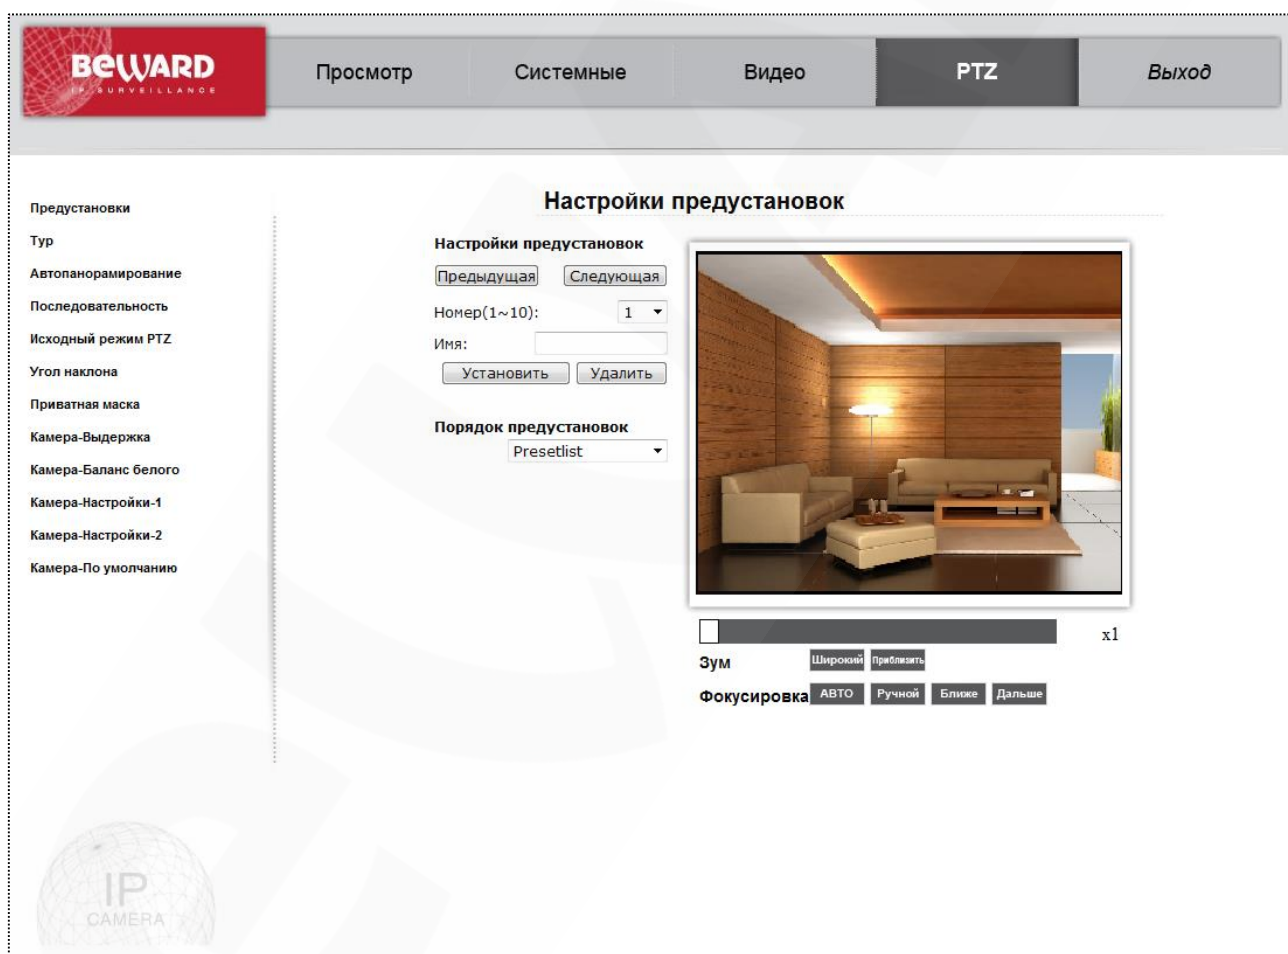 BEWARD
IP SURVEILLANCE
Просмотр
Системные
Видео
PTZ
Выход
Предустановки
Тур
Автопанорамирование
Последовательность
Исходный режим PTZ
Угол наклона
Приватная маска
Камера-Выдержка
Камера-Баланс белого
Камера-Настройки-1
Камера-Настройки-2
Камера-По умолчанию
Настройки предустановок
Настройки предустановок
Предыдущая Следующая
Номер(1~10): 1
Имя:
Установить Удалить
Порядок предустановок
Presetlist
x1
Зум Широкий Приблизить
Фокусировка АВТО Ручной Ближе Дальше
IP
CAMERA